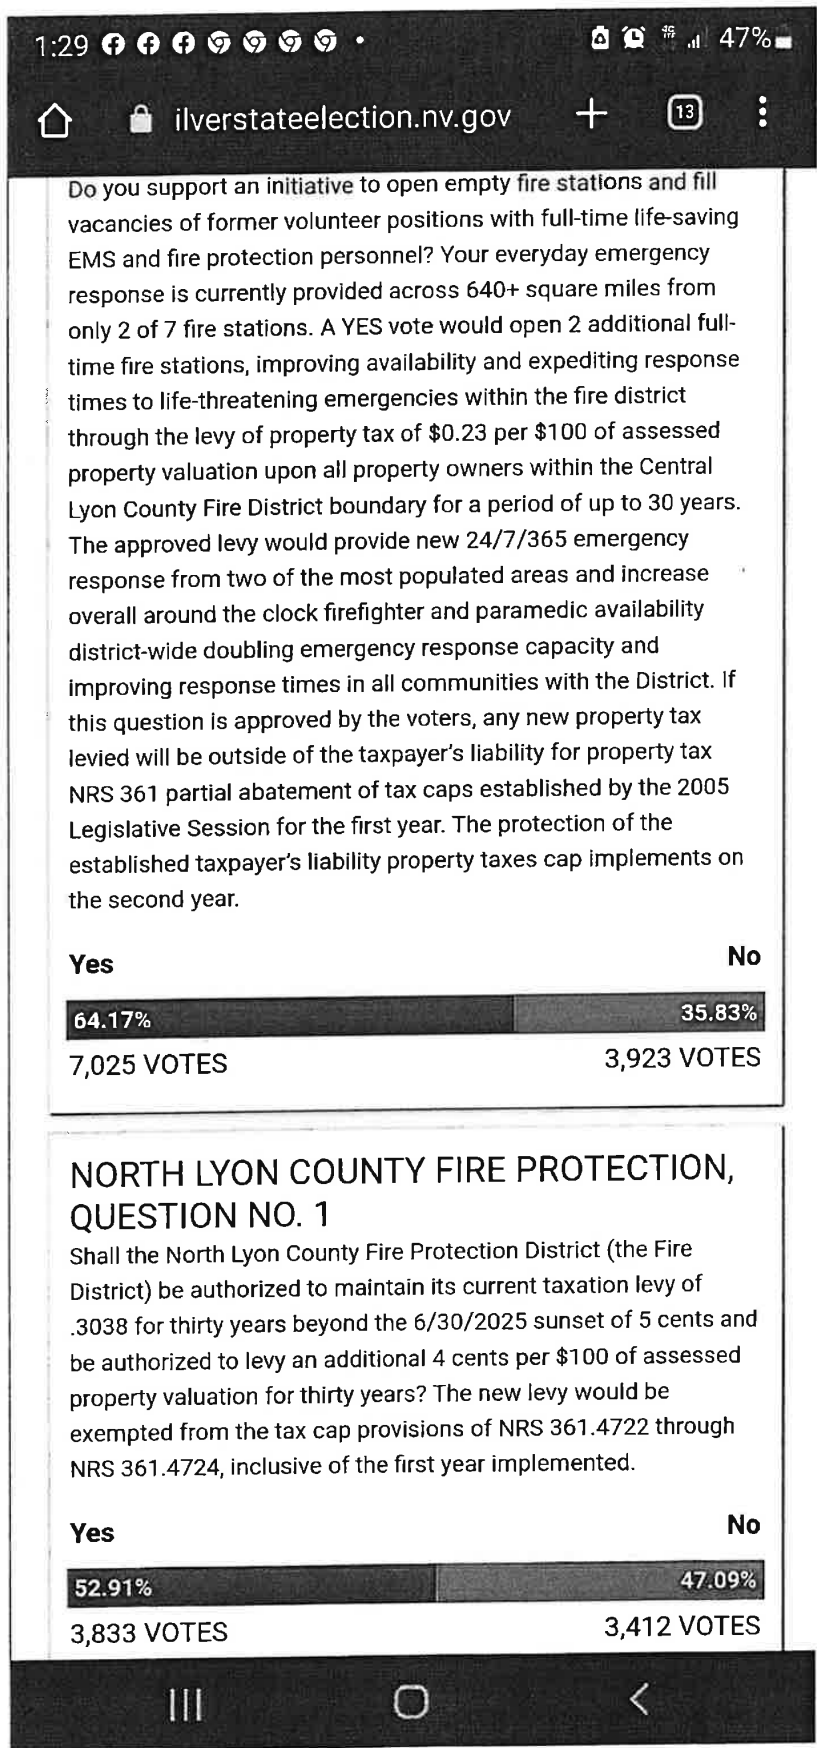 1:29
47%
ilverstateelection.nv.gov
13
Do you support an initiative to open empty fire stations and fill
vacancies of former volunteer positions with full-time life-saving
EMS and fire protection personnel? Your everyday emergency
response is currently provided across 640+ square miles from
only 2 of 7 fire stations. A YES vote would open 2 additional full-
time fire stations, improving availability and expediting response
times to life-threatening emergencies within the fire district
through the levy of property tax of $0.23 per $100 of assessed
property valuation upon all property owners within the Central
Lyon County Fire District boundary for a period of up to 30 years.
The approved levy would provide new 24/7/365 emergency
response from two of the most populated areas and increase
overall around the clock firefighter and paramedic availability
district-wide doubling emergency response capacity and
improving response times in all communities with the District. If
this question is approved by the voters, any new property tax
levied will be outside of the taxpayer's liability for property tax
NRS 361 partial abatement of tax caps established by the 2005
Legislative Session for the first year. The protection of the
established taxpayer's liability property taxes cap implements on
the second year.
Yes No
64.17% 35.83%
7,025 VOTES 3,923 VOTES
NORTH LYON COUNTY FIRE PROTECTION,
QUESTION NO. 1
Shall the North Lyon County Fire Protection District (the Fire
District) be authorized to maintain its current taxation levy of
.3038 for thirty years beyond the 6/30/2025 sunset of 5 cents and
be authorized to levy an additional 4 cents per $100 of assessed
property valuation for thirty years? The new levy would be
exempted from the tax cap provisions of NRS 361.4722 through
NRS 361.4724, inclusive of the first year implemented.
Yes No
52.91% 47.09%
3,833 VOTES 3,412 VOTES